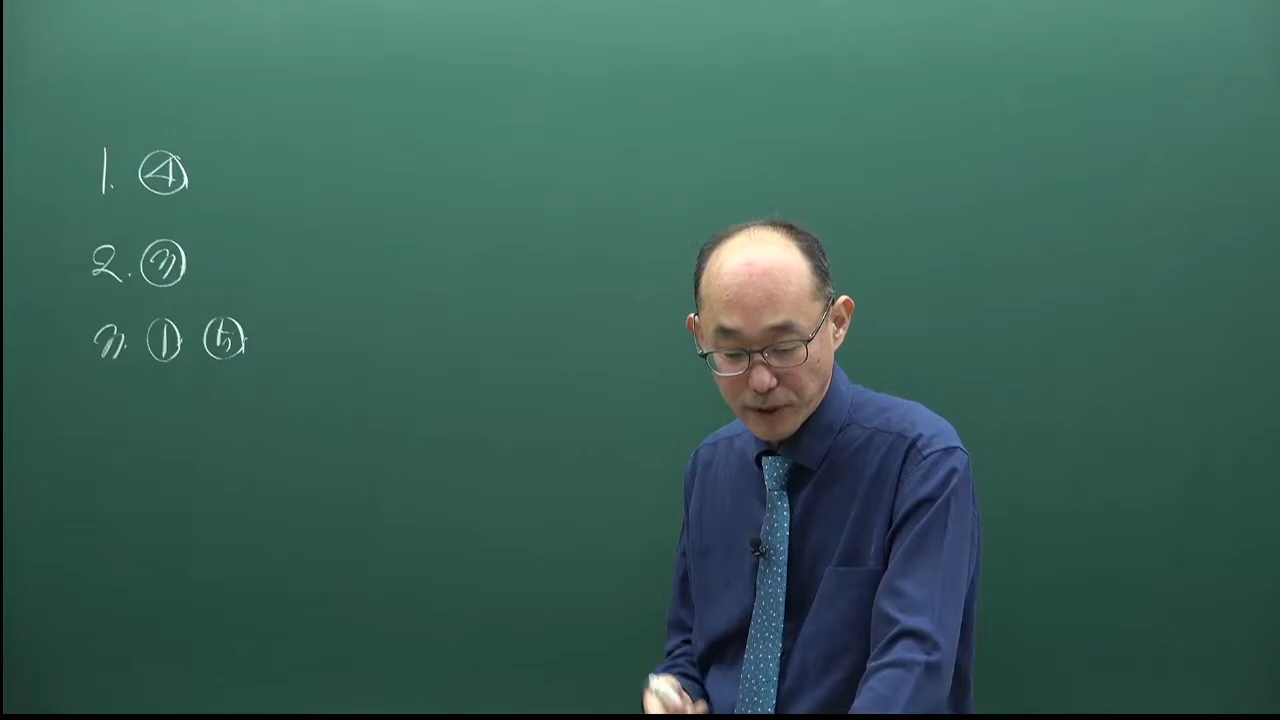 1. ④
2. ③
3. ① ⑤